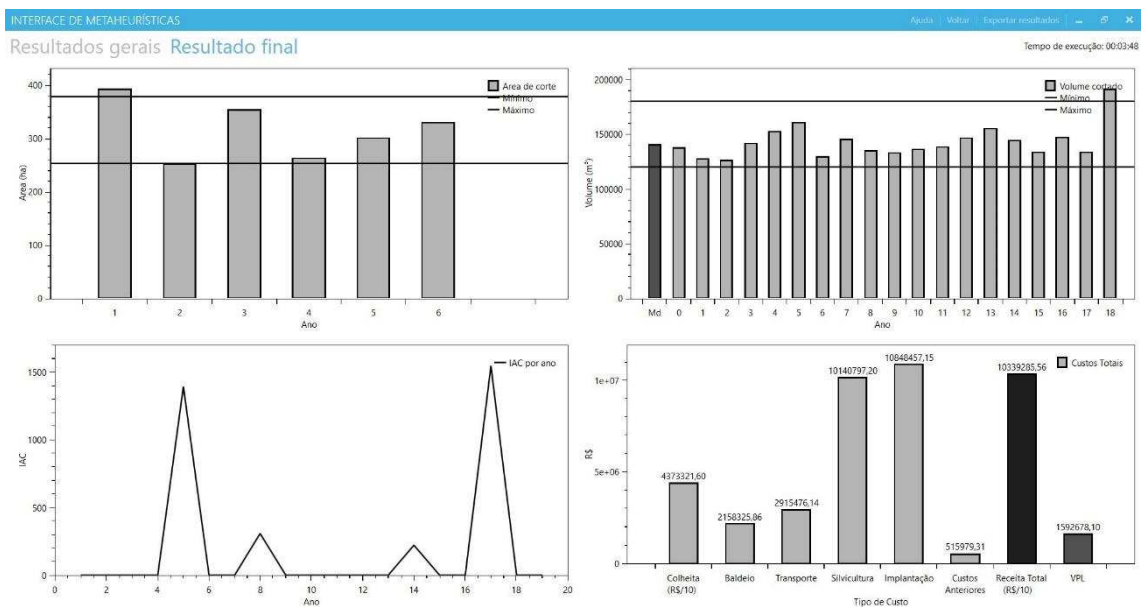 INTERFACE DE METAHEURÍSTICAS
Ajuda Voltar Exportar resultados
Resultados gerais Resultado final
Tempo de execução: 00:03:48
Area de corte
Mínimo
Máximo
400
300
200
100
0
Area (ha)
1 2 3 4 5 6
Ano
Volume cortado
Mínimo
Máximo
200000
150000
100000
50000
0
Volume (m³)
Md 0 1 2 3 4 5 6 7 8 9 10 11 12 13 14 15 16 17 18
Ano
IAC por ano
1500
1000
500
0
IAC
0 2 4 6 8 10 12 14 16 18 20
Ano
Custos Totais
1e+07
5e+06
0
R$
4373321,60
2158325,86
2915476,14
10140797,20
10848457,15
515979,31
10339285,56
1592678,10
Colheita Baldeio Transporte Silvicultura Implantação Custos Receita Total VPL
(R$/10) Anteriores (R$/10)
Tipo de Custo